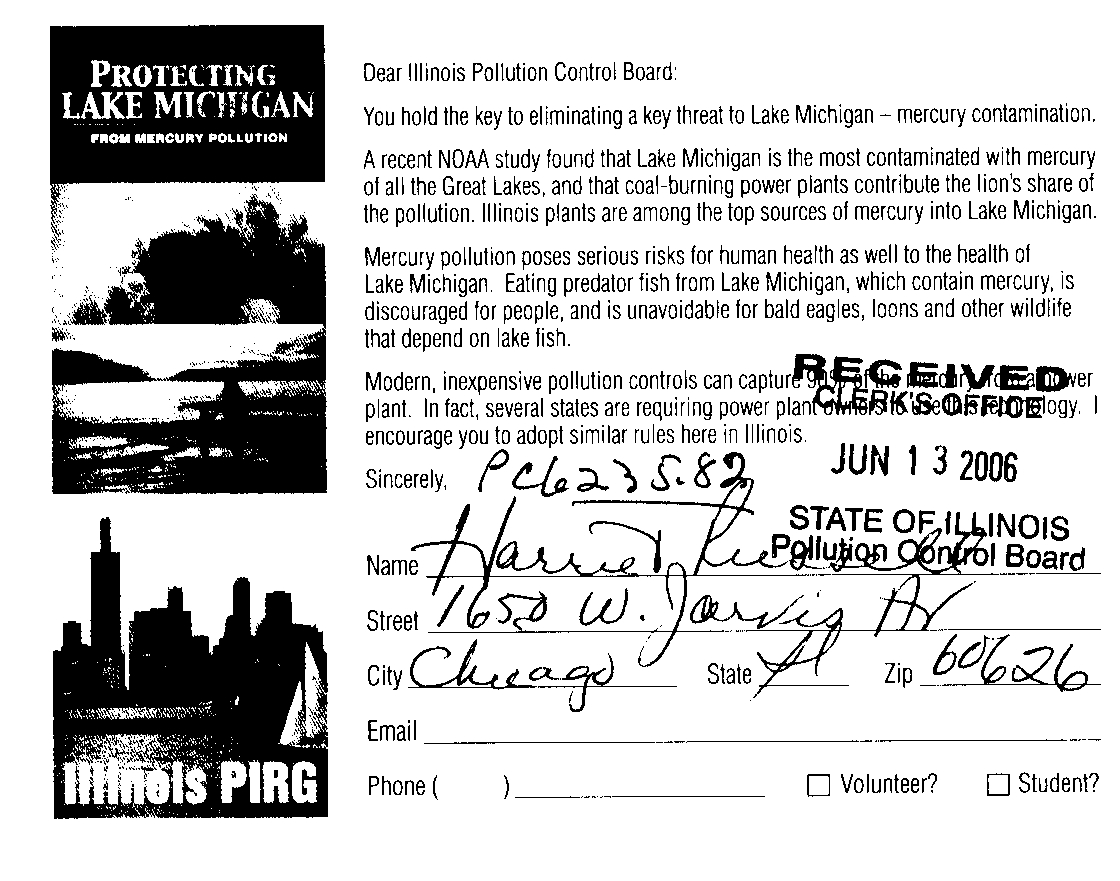 PROTECTING
LAKE MICHIGAN
FROM MERCURY POLLUTION
Illinois PIRG
Dear Illinois Pollution Control Board:
You hold the key to eliminating a key threat to Lake Michigan – mercury contamination.
A recent NOAA study found that Lake Michigan is the most contaminated with mercury
of all the Great Lakes, and that coal-burning power plants contribute the lion's share of
the pollution. Illinois plants are among the top sources of mercury into Lake Michigan.
Mercury pollution poses serious risks for human health as well to the health of
Lake Michigan. Eating predator fish from Lake Michigan, which contain mercury, is
discouraged for people, and is unavoidable for bald eagles, loons and other wildlife
that depend on lake fish.
Modern, inexpensive pollution controls can capture 90% of the mercury from a power
plant. In fact, several states are requiring power plant owners to use this technology. I
encourage you to adopt similar rules here in Illinois.
RECEIVED
CLERK'S OFFICE
JUN 13 2006
STATE OF ILLINOIS
Pollution Control Board
Sincerely, PC6235.82
Name Harriet
Street 1650 W. Jarvis Av
City Chicago State Il Zip 60626
Email
Phone ( ) Volunteer? Student?